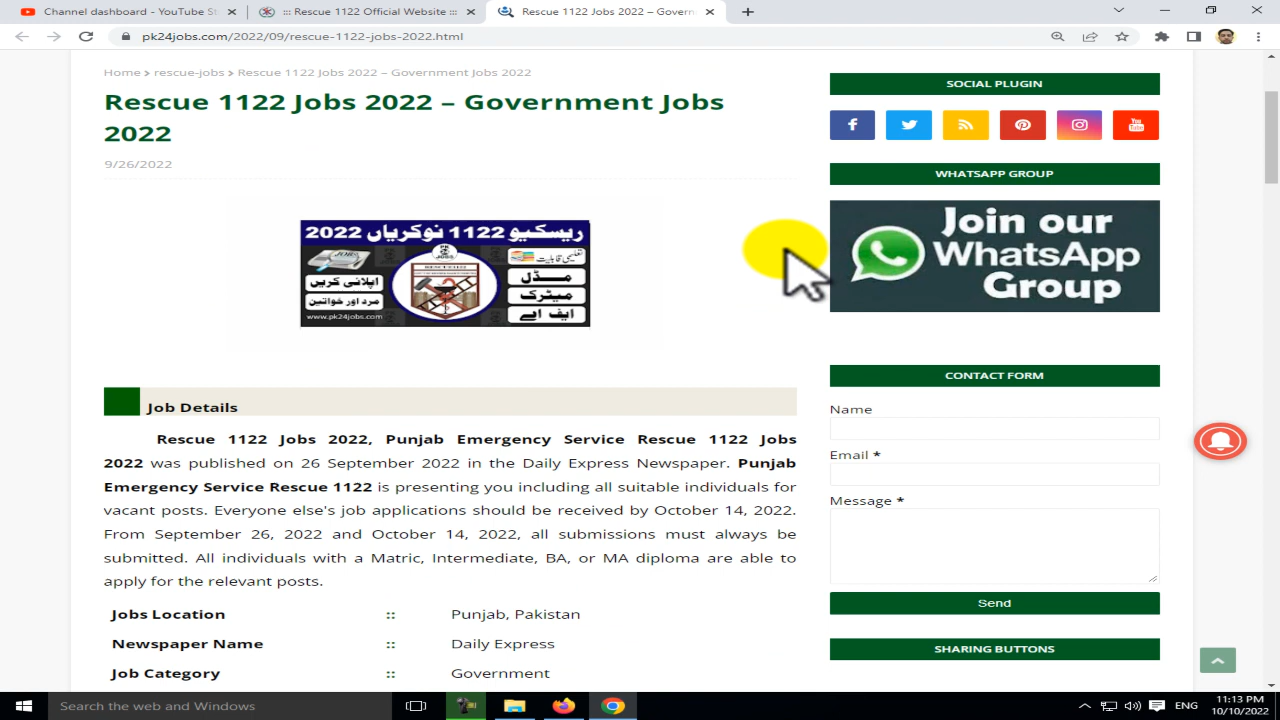 Channel dashboard - YouTube St
::: Rescue 1122 Official Website :::
Rescue 1122 Jobs 2022 – Govern
pk24jobs.com/2022/09/rescue-1122-jobs-2022.html
Home > rescue-jobs > Rescue 1122 Jobs 2022 – Government Jobs 2022
Rescue 1122 Jobs 2022 – Government Jobs
2022
9/26/2022
ریسکیو 1122 نوکریاں 2022
JOBS
PK 24 JOBS
RESCUE 1122
تعلیمی قابلیت
اپلائی کریں
مڈل
مرد اور خواتین
میٹرک
www.pk24jobs.com
ایف اے
Job Details
Rescue 1122 Jobs 2022, Punjab Emergency Service Rescue 1122 Jobs
2022 was published on 26 September 2022 in the Daily Express Newspaper. Punjab
Emergency Service Rescue 1122 is presenting you including all suitable individuals for
vacant posts. Everyone else's job applications should be received by October 14, 2022.
From September 26, 2022 and October 14, 2022, all submissions must always be
submitted. All individuals with a Matric, Intermediate, BA, or MA diploma are able to
apply for the relevant posts.
Jobs Location :: Punjab, Pakistan
Newspaper Name :: Daily Express
Job Category :: Government
SOCIAL PLUGIN
You Tube
WHATSAPP GROUP
Join our
WhatsApp
Group
CONTACT FORM
Name
Email *
Message *
Send
SHARING BUTTONS
Search the web and Windows
ENG
11:13 PM
10/10/2022